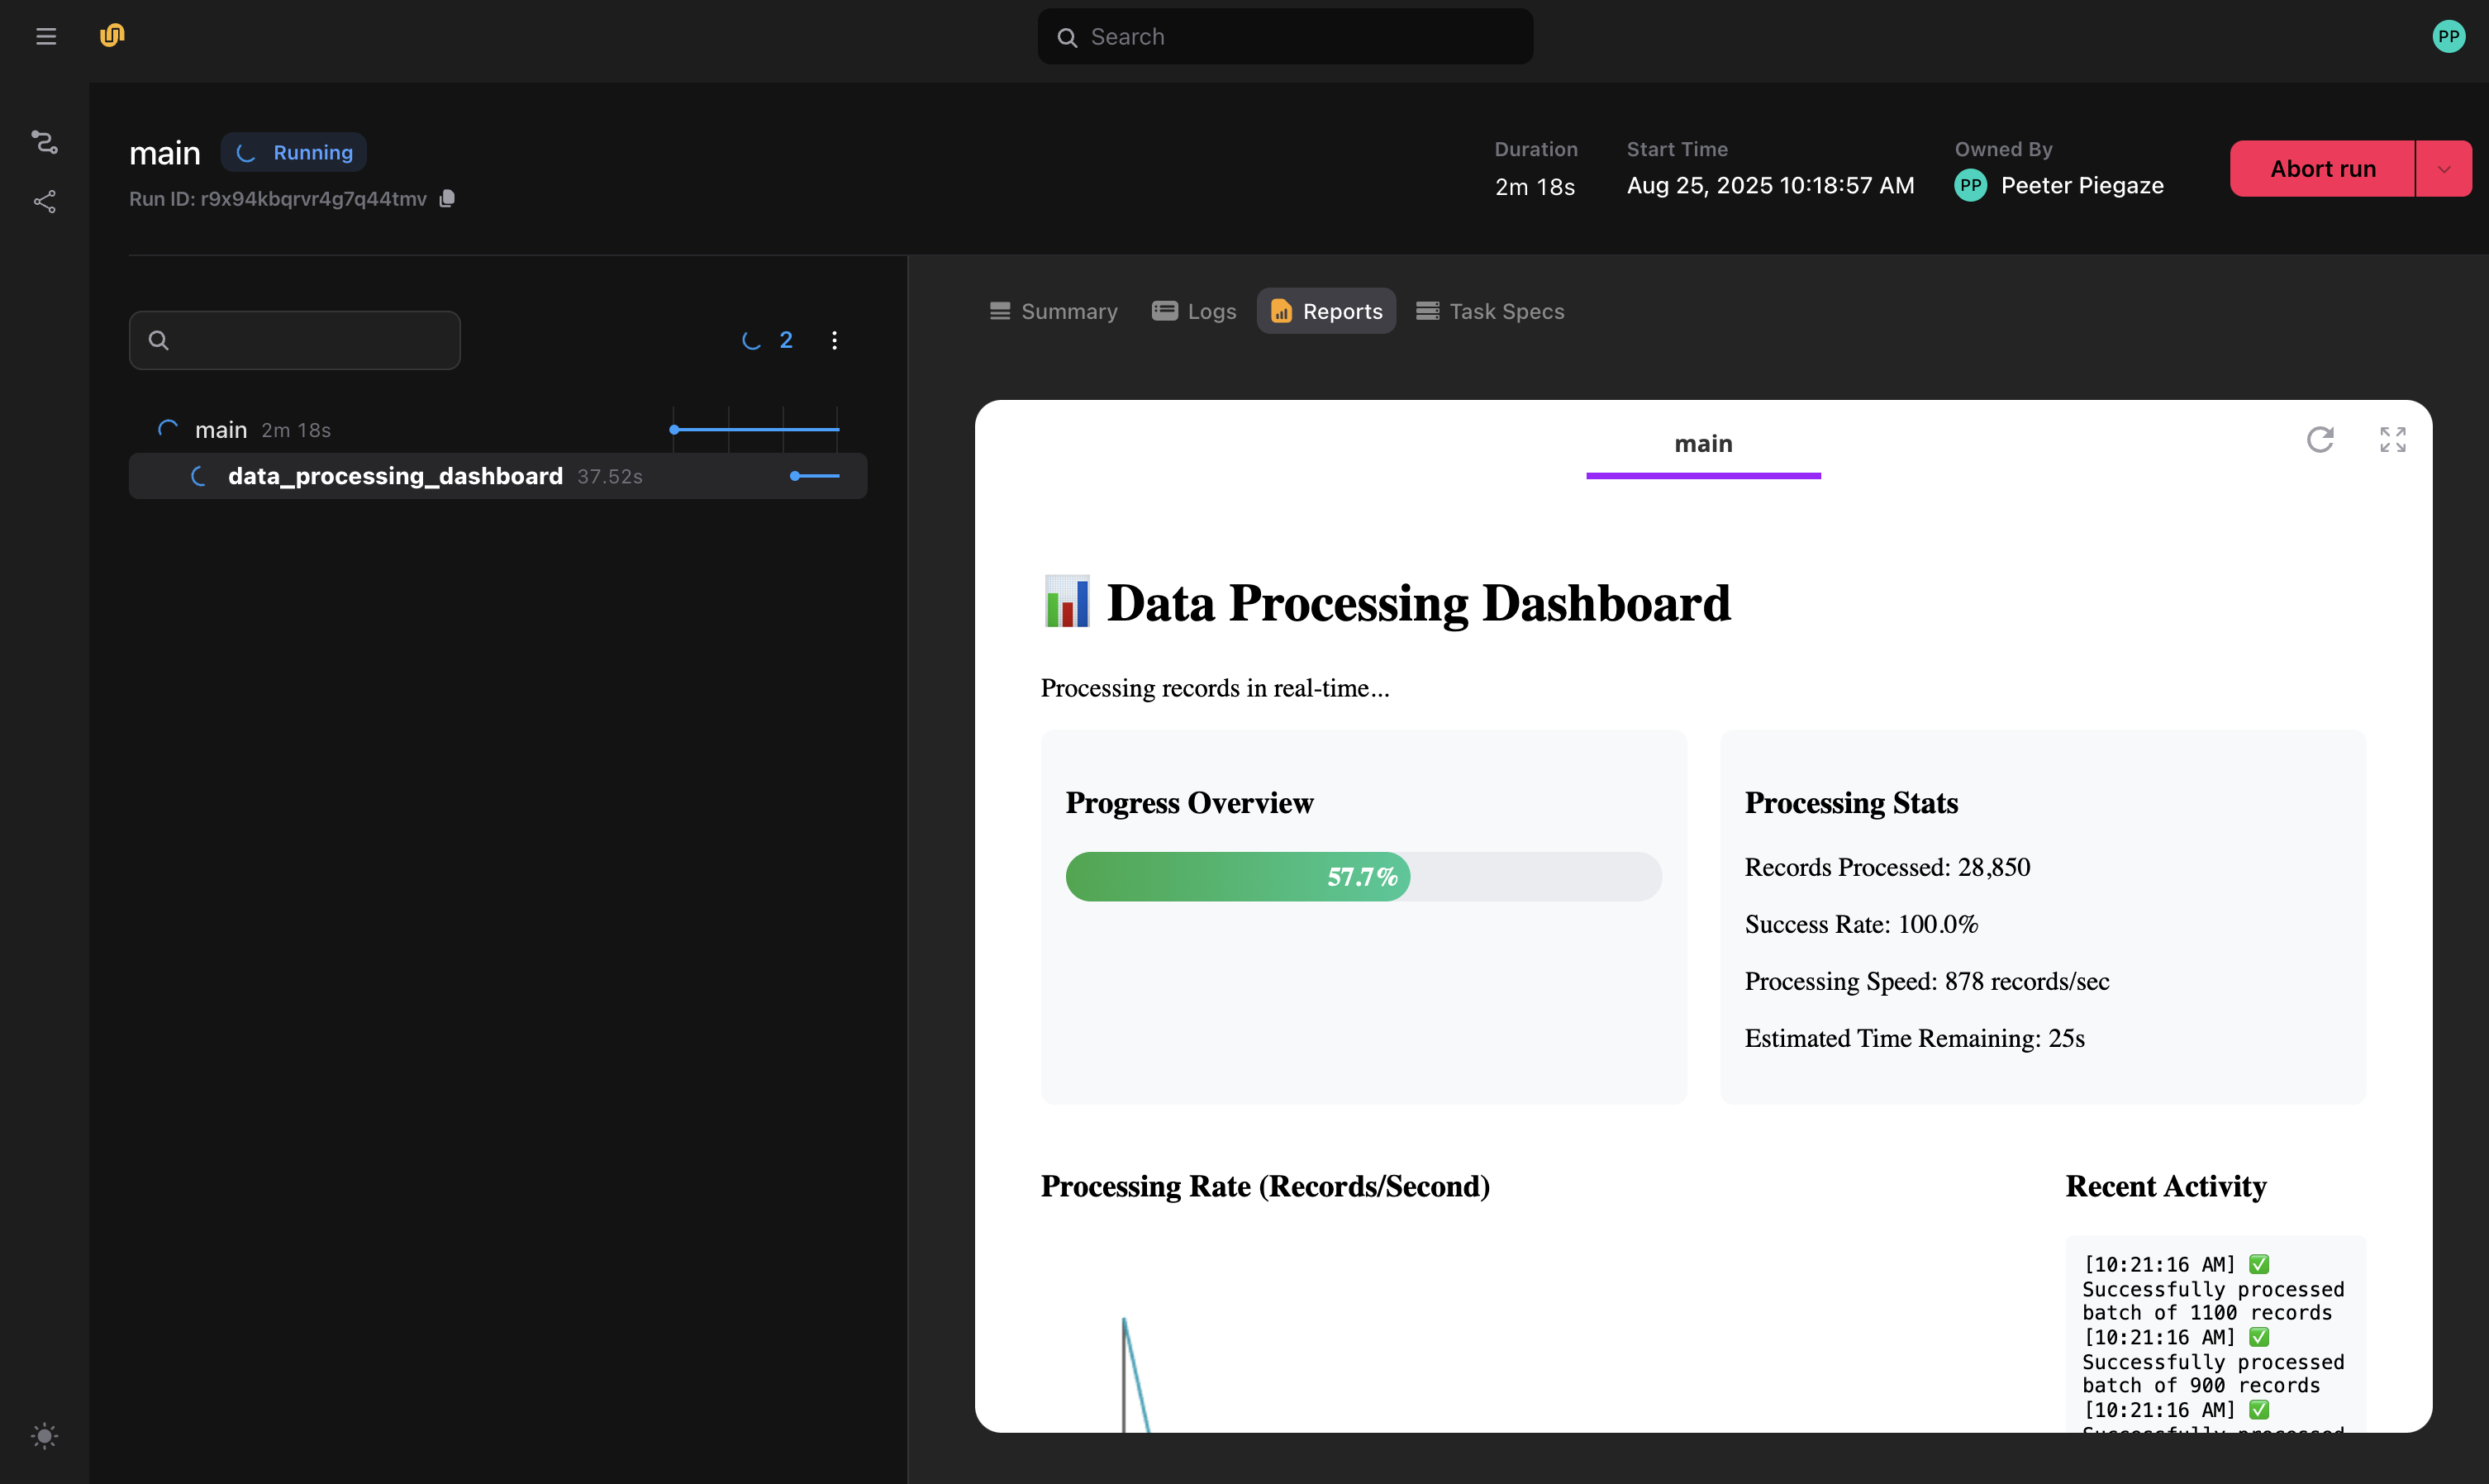 Search
PP
main
Running
Run ID: r9x94kbqrvr4g7q44tmv
Duration
2m 18s
Start Time
Aug 25, 2025 10:18:57 AM
Owned By
PP
Peeter Piegaze
Abort run
2
main 2m 18s
data_processing_dashboard 37.52s
Summary
Logs
Reports
Task Specs
main
Data Processing Dashboard
Processing records in real-time...
Progress Overview
57.7%
Processing Stats
Records Processed: 28,850
Success Rate: 100.0%
Processing Speed: 878 records/sec
Estimated Time Remaining: 25s
Processing Rate (Records/Second)
Recent Activity
[10:21:16 AM] ✅
Successfully processed
batch of 1100 records
[10:21:16 AM] ✅
Successfully processed
batch of 900 records
[10:21:16 AM] ✅
Successfully processed